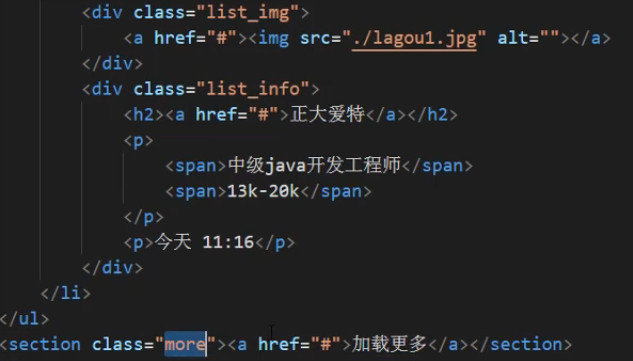 <div class="list_img">
<a href="#"><img src="./lagou1.jpg" alt=""></a>
</div>
<div class="list_info">
<h2><a href="#">正大爱特</a></h2>
<p>
<span>中级java开发工程师</span>
<span>13k-20k</span>
</p>
<p>今天 11:16</p>
</div>
</li>
</ul>
<section class="more"><a href="#">加载更多</a></section>